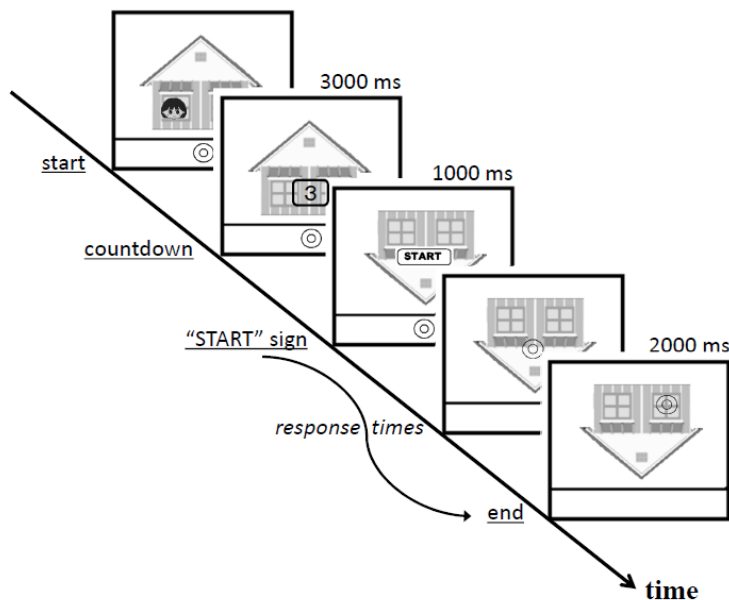 3000 ms
start
3
1000 ms
countdown
START
“START” sign
2000 ms
response times
end
time